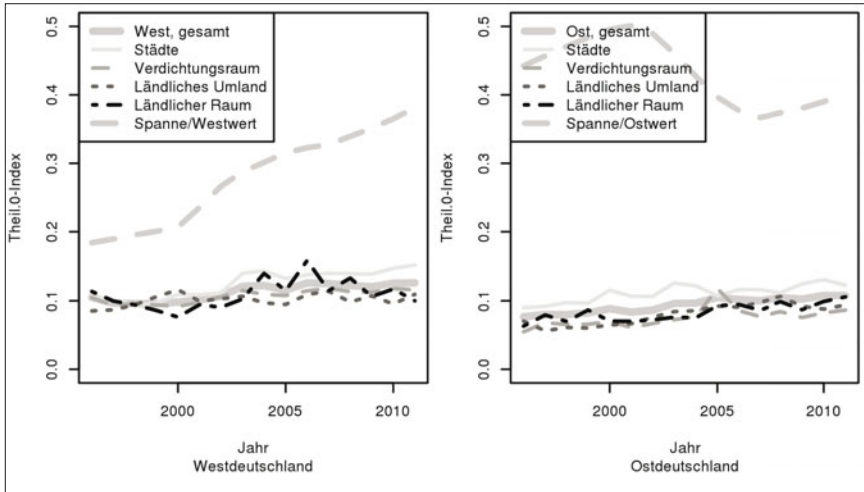 0.5
0.4
0.3
0.2
0.1
0.0
Theil.0-Index
West, gesamt
Städte
Verdichtungsraum
Ländliches Umland
Ländlicher Raum
Spanne/Westwert
2000
2005
2010
Jahr
Westdeutschland
0.5
0.4
0.3
0.2
0.1
0.0
Theil.0-Index
Ost, gesamt
Städte
Verdichtungsraum
Ländliches Umland
Ländlicher Raum
Spanne/Ostwert
2000
2005
2010
Jahr
Ostdeutschland